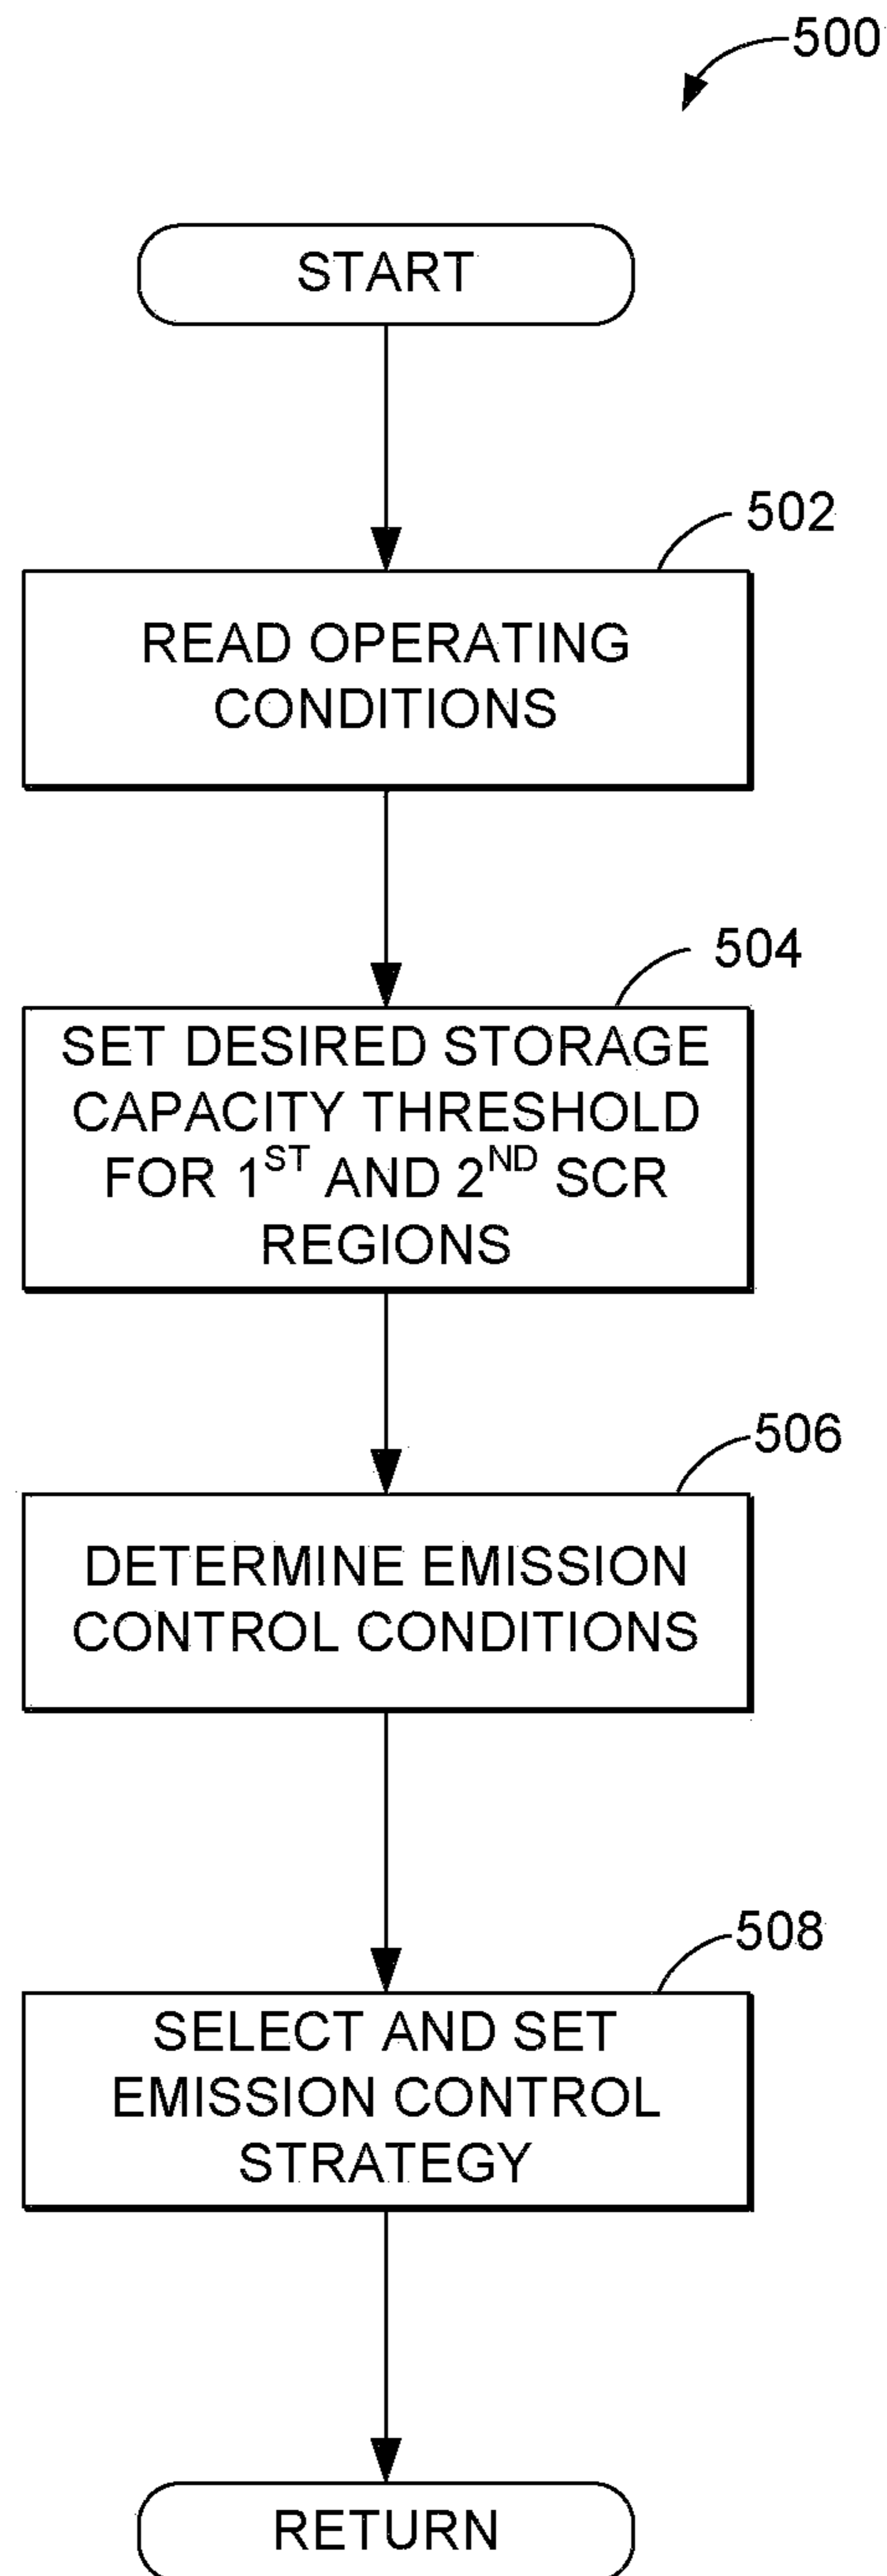 500
START
502
READ OPERATING
CONDITIONS
504
SET DESIRED STORAGE
CAPACITY THRESHOLD
FOR 1ST AND 2ND SCR
REGIONS
506
DETERMINE EMISSION
CONTROL CONDITIONS
508
SELECT AND SET
EMISSION CONTROL
STRATEGY
RETURN